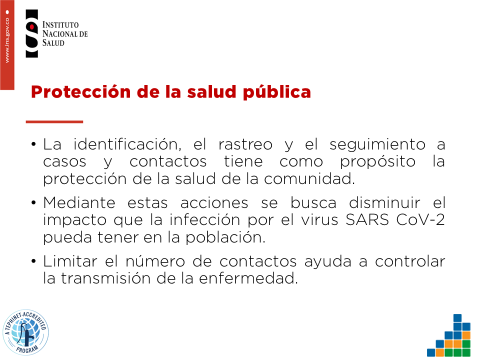 www.ins.gov.co
INSTITUTO
NACIONAL DE
SALUD
Protección de la salud pública
• La identificación, el rastreo y el seguimiento a
casos y contactos tiene como propósito la
protección de la salud de la comunidad.
• Mediante estas acciones se busca disminuir el
impacto que la infección por el virus SARS CoV-2
pueda tener en la población.
• Limitar el número de contactos ayuda a controlar
la transmisión de la enfermedad.
A TEPHINET ACCREDITED
PROGRAM